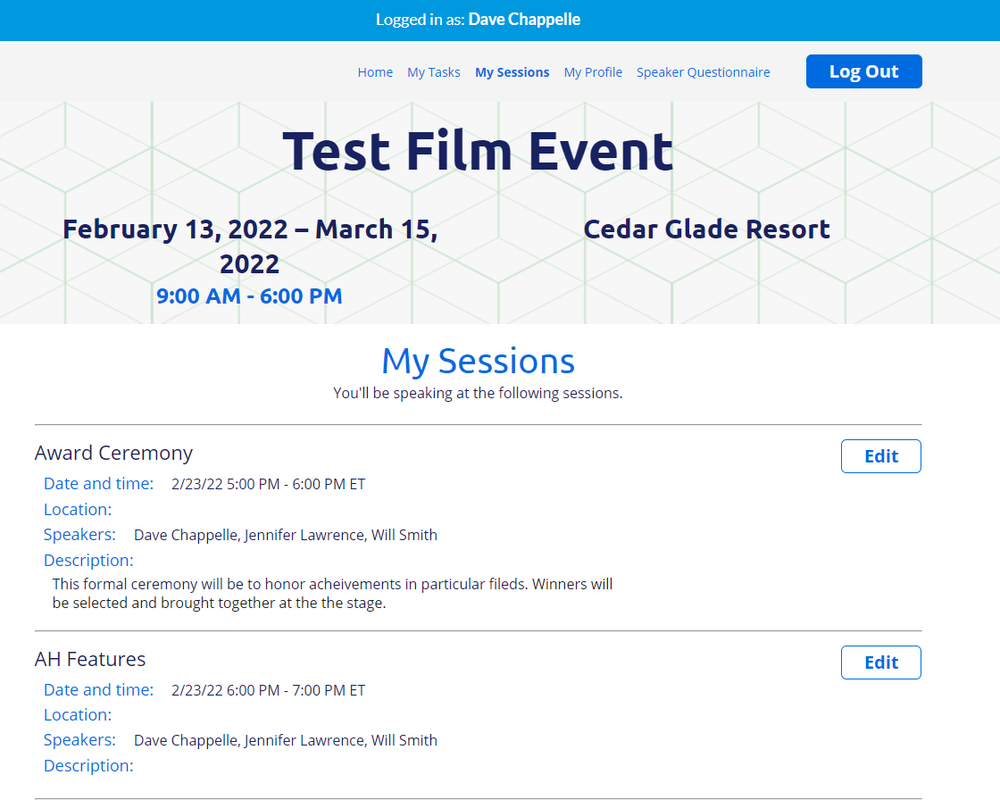 Logged in as: Dave Chappelle
Home My Tasks My Sessions My Profile Speaker Questionnaire Log Out
Test Film Event
February 13, 2022 – March 15,
2022
9:00 AM - 6:00 PM
Cedar Glade Resort
My Sessions
You'll be speaking at the following sessions.
Award Ceremony
Edit
Date and time: 2/23/22 5:00 PM - 6:00 PM ET
Location:
Speakers: Dave Chappelle, Jennifer Lawrence, Will Smith
Description:
This formal ceremony will be to honor acheivements in particular fileds. Winners will
be selected and brought together at the the stage.
AH Features
Edit
Date and time: 2/23/22 6:00 PM - 7:00 PM ET
Location:
Speakers: Dave Chappelle, Jennifer Lawrence, Will Smith
Description: